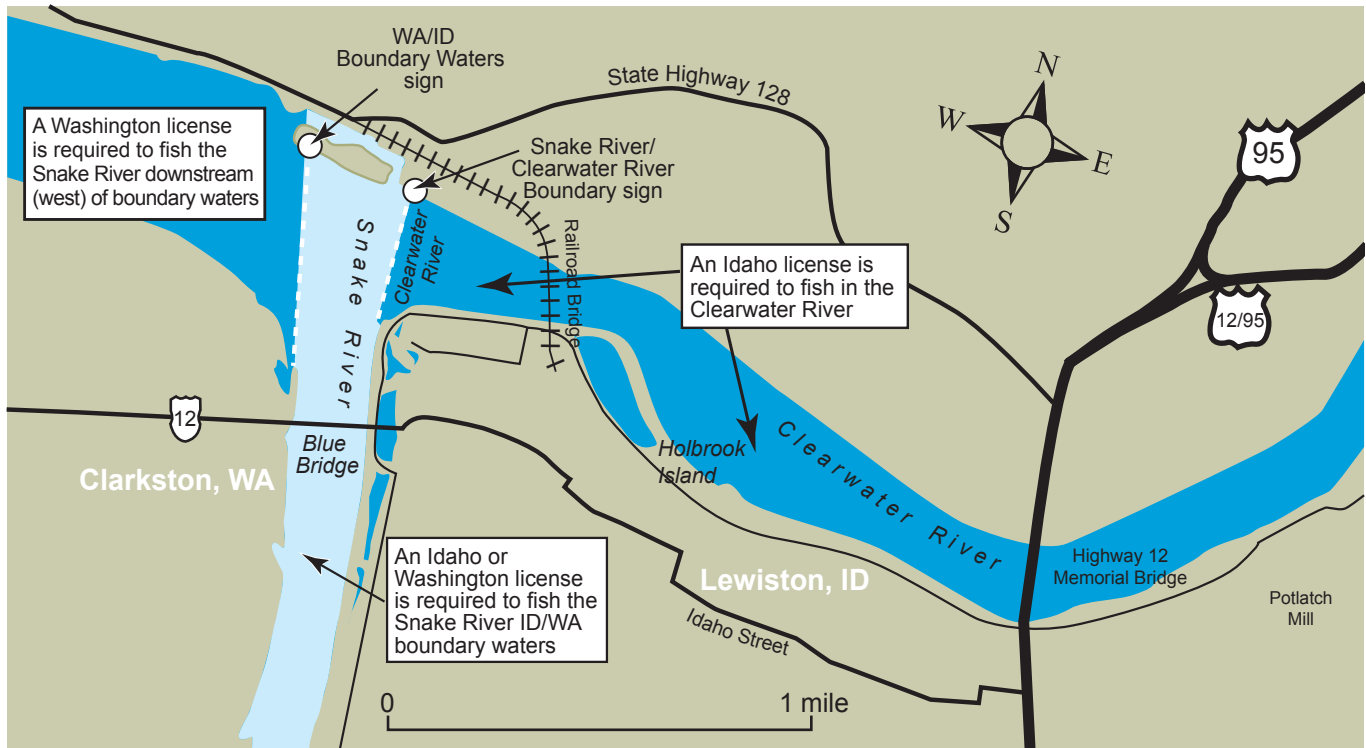 WA/ID
Boundary Waters
sign
State Highway 128
N
W
E
S
95
A Washington license
is required to fish the
Snake River downstream
(west) of boundary waters
Snake River/
Clearwater River
Boundary sign
Snake River
Clearwater
River
Railroad Bridge
An Idaho license is
required to fish in the
Clearwater River
12/95
12
Blue
Bridge
Clarkston, WA
Holbrook
Island
Clearwater River
An Idaho or
Washington license
is required to fish the
Snake River ID/WA
boundary waters
Lewiston, ID
Idaho Street
Highway 12
Memorial Bridge
Potlatch
Mill
0
1 mile